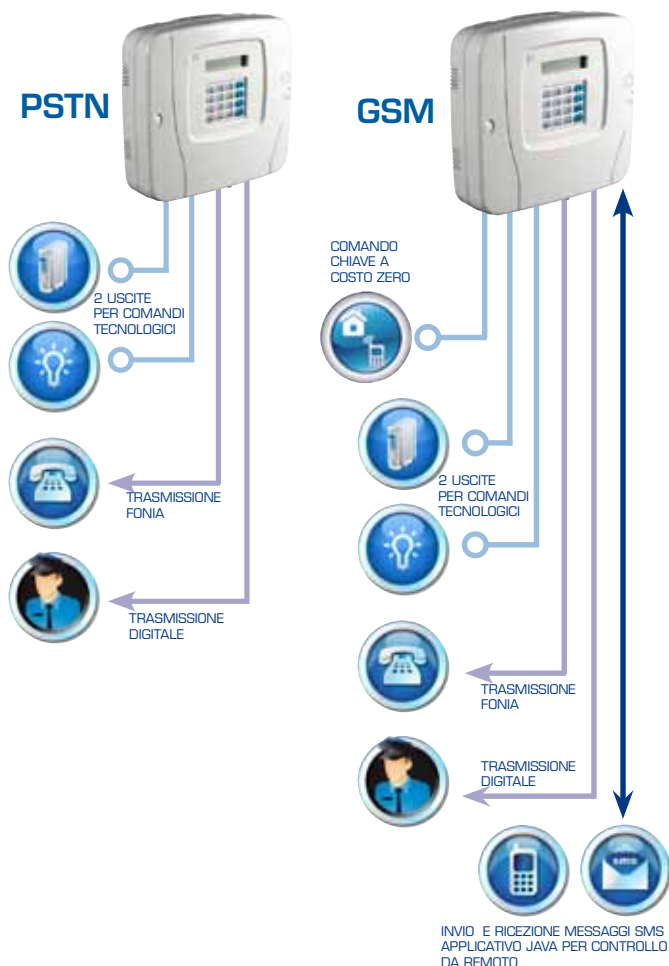 PSTN
2 USCITE
PER COMANDI
TECNOLOGICI
TRASMISSIONE
FONIA
TRASMISSIONE
DIGITALE
GSM
COMANDO
CHIAVE A
COSTO ZERO
2 USCITE
PER COMANDI
TECNOLOGICI
TRASMISSIONE
FONIA
TRASMISSIONE
DIGITALE
sms
INVIO E RICEZIONE MESSAGGI SMS
APPLICATIVO JAVA PER CONTROLLO
DA REMOTO